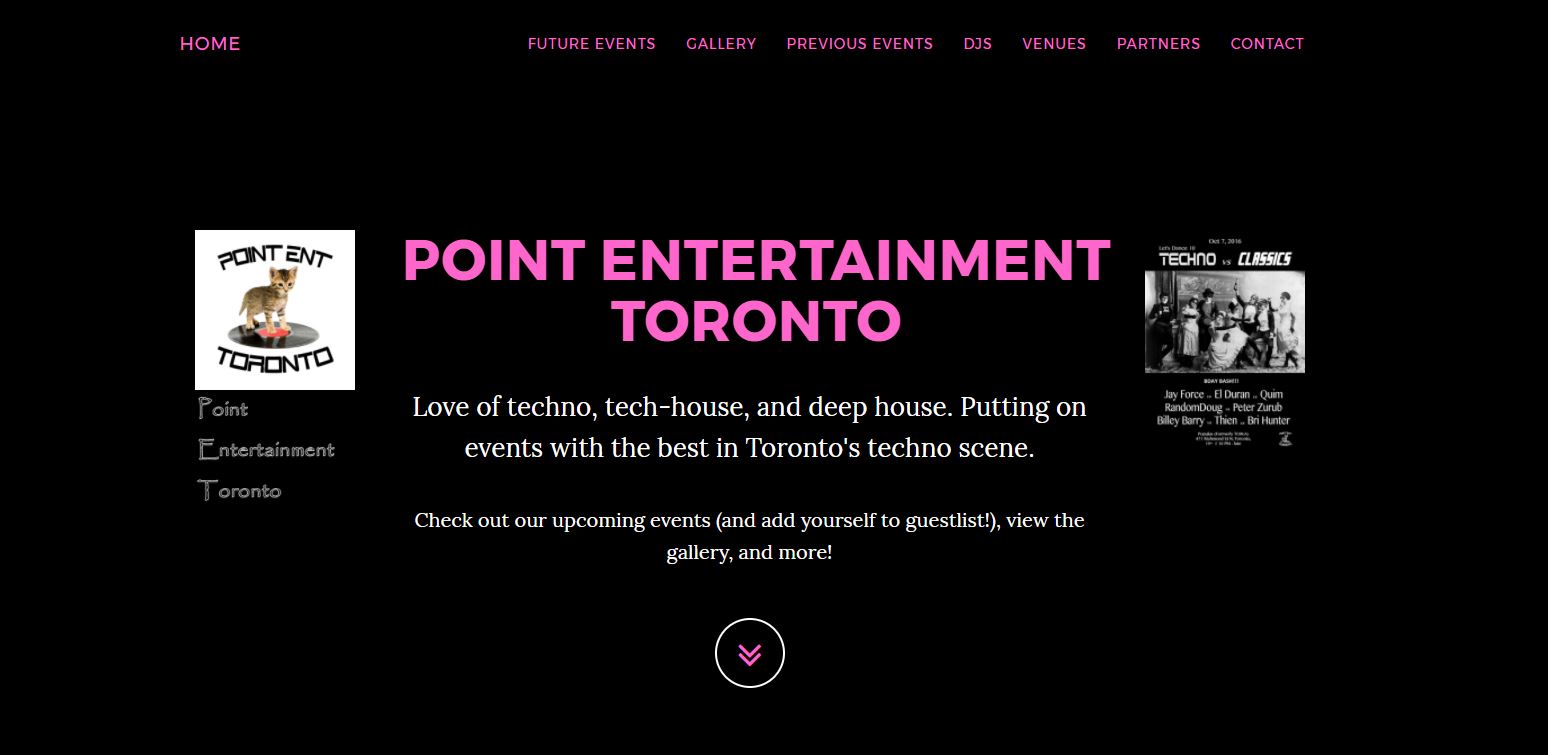 HOME
FUTURE EVENTS GALLERY PREVIOUS EVENTS DJS VENUES PARTNERS CONTACT
POINT ENT
TORONTO
Point
Entertainment
Toronto
POINT ENTERTAINMENT
TORONTO
Love of techno, tech-house, and deep house. Putting on
events with the best in Toronto's techno scene.
Check out our upcoming events (and add yourself to guestlist!), view the
gallery, and more!
Oct 7, 2016
Let's Dance 10
TECHNO vs CLASSICS
BDAY BASH!!!
Jay Force vs El Duran vs Quim
RandomDoug vs Peter Zurub
Billey Barry vs Thien vs Bri Hunter